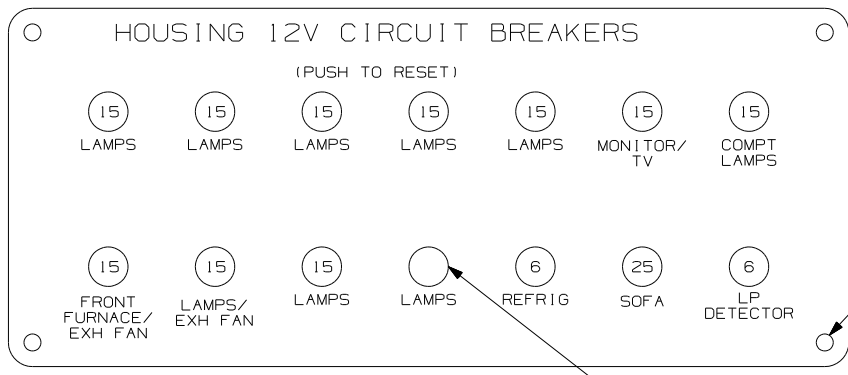 HOUSING 12V CIRCUIT BREAKERS
(PUSH TO RESET)
15 15 15 15 15 15 15
LAMPS LAMPS LAMPS LAMPS LAMPS MONITOR/ COMPT
TV LAMPS
15 15 15 6 25 6
FRONT LAMPS/ LAMPS LAMPS REFRIG SOFA LP
FURNACE/ EXH FAN DETECTOR
EXH FAN